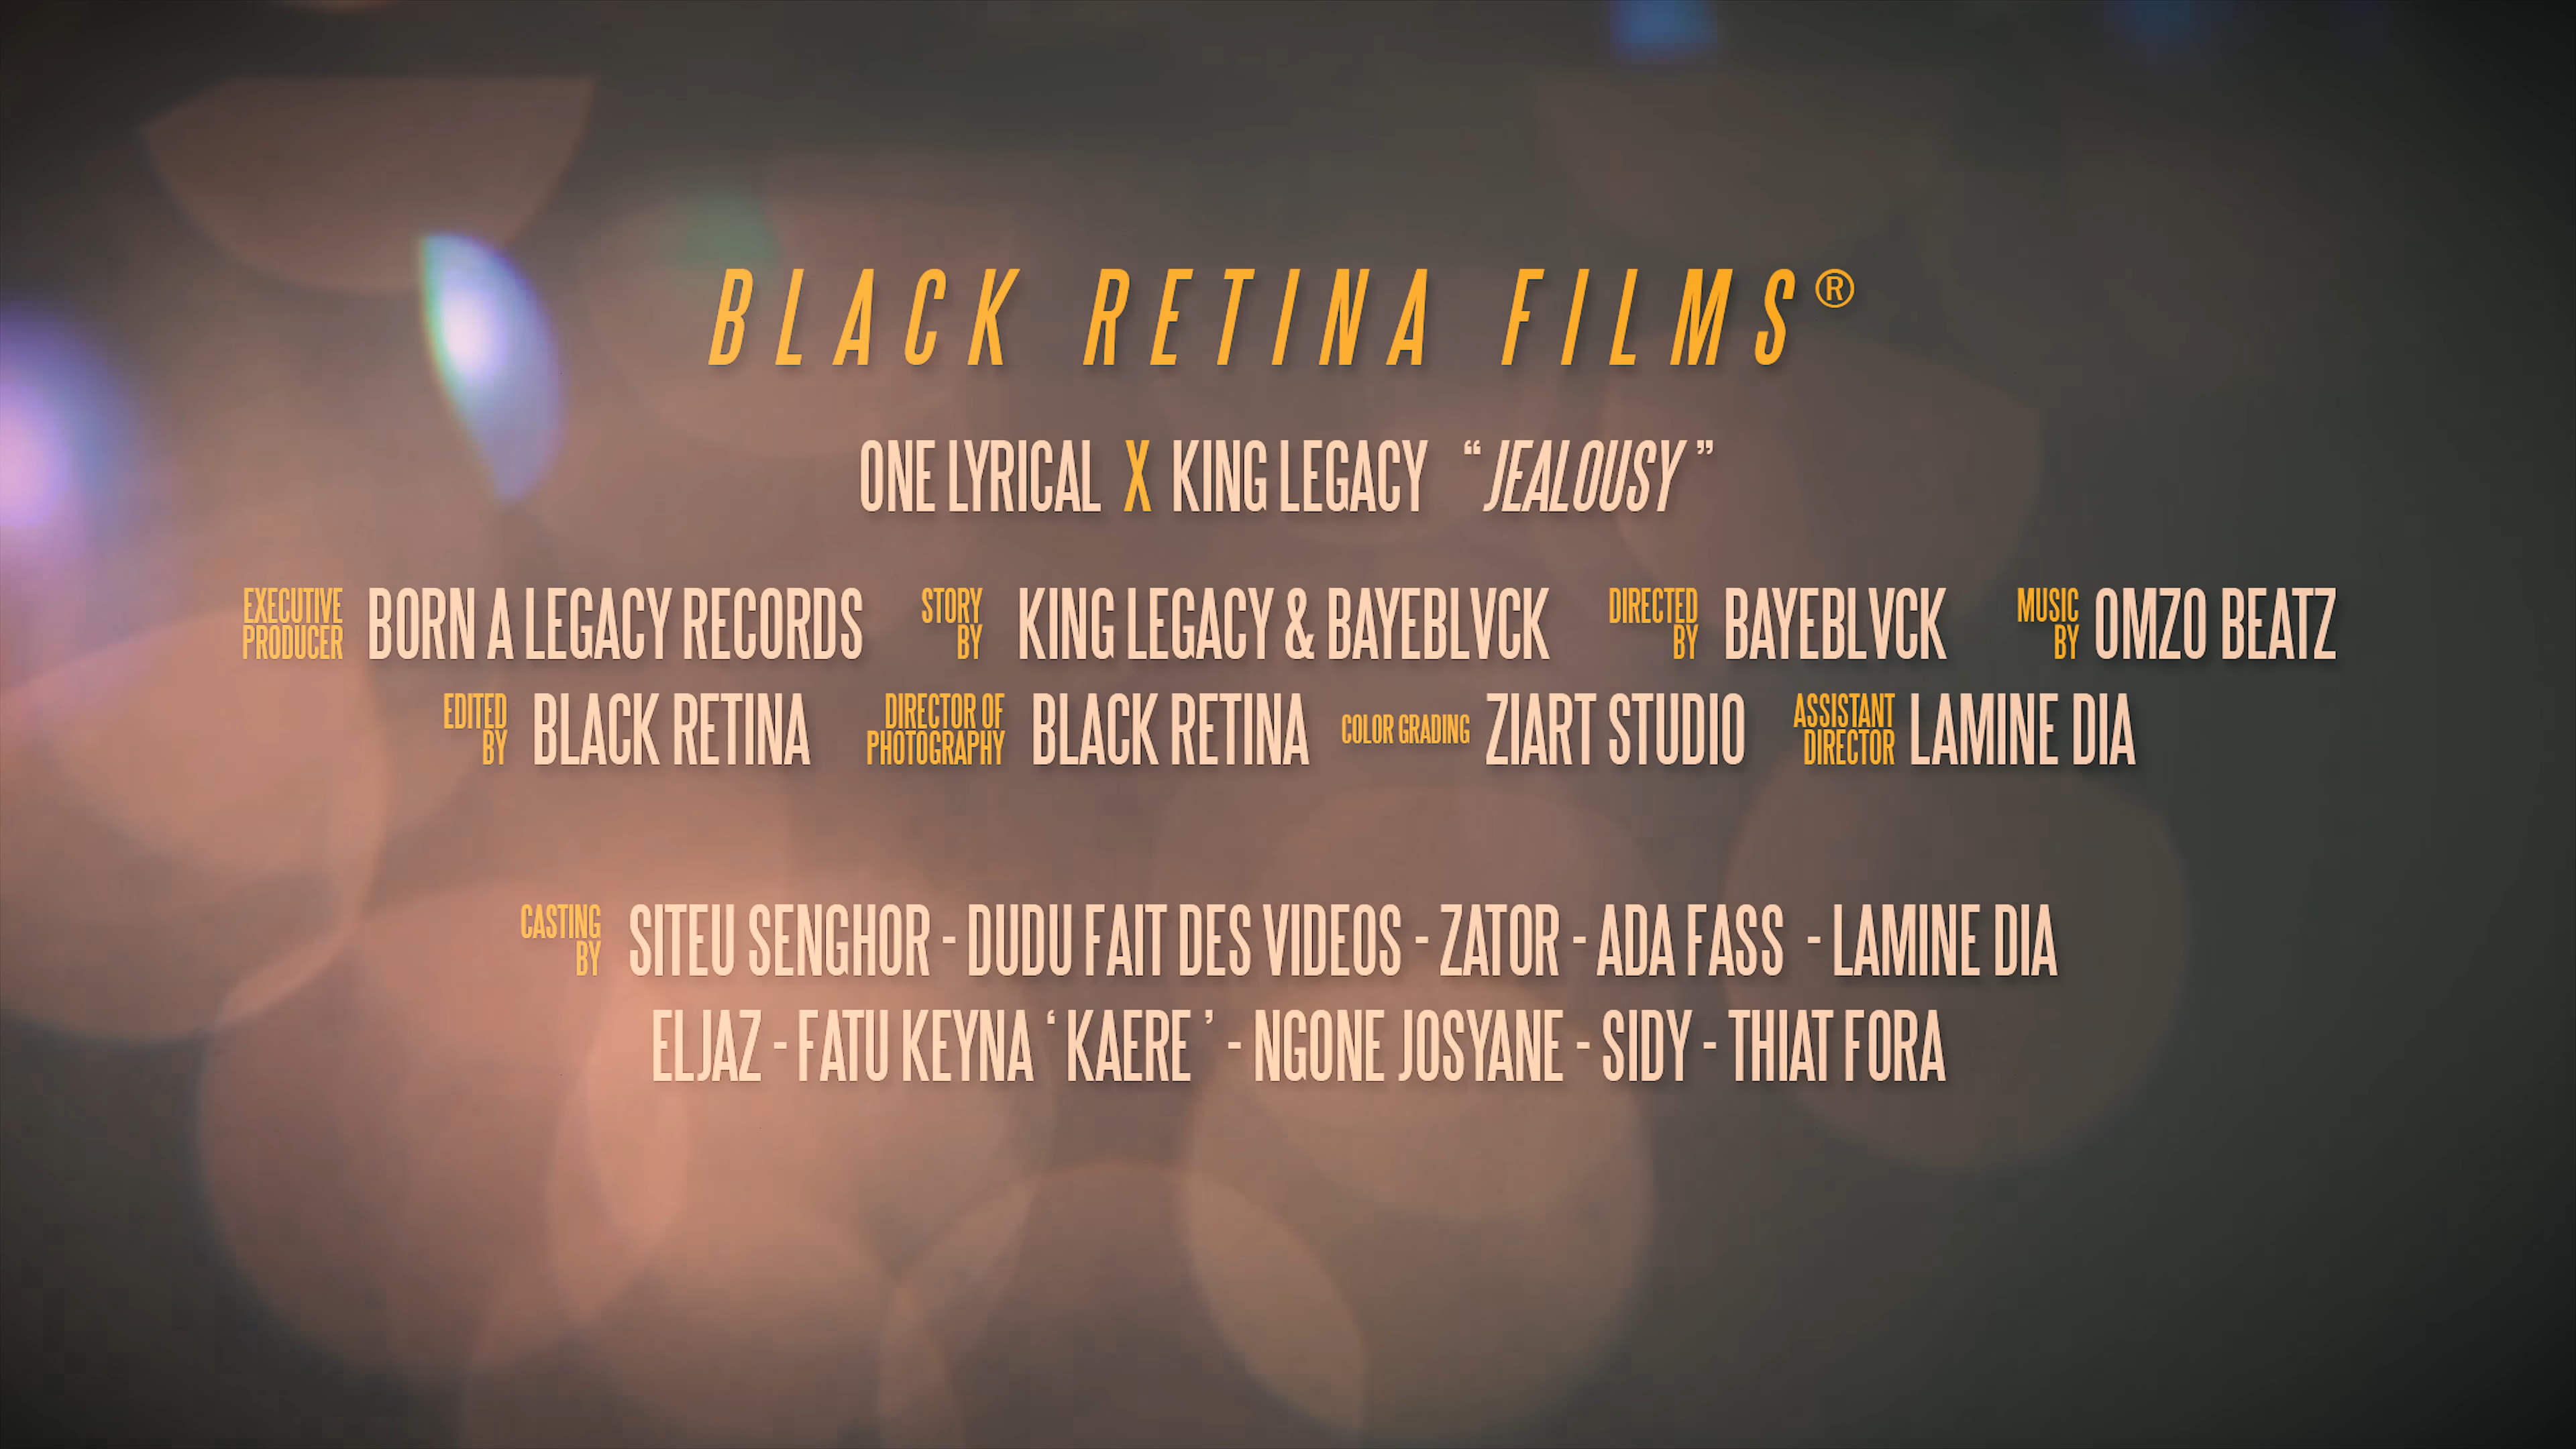 BLACK RETINA FILMS®
ONE LYRICAL X KING LEGACY “ JEALOUSY ”
EXECUTIVE PRODUCER BORN A LEGACY RECORDS STORY BY KING LEGACY & BAYEBLVCK DIRECTED BY BAYEBLVCK MUSIC BY OMZO BEATZ
EDITED BY BLACK RETINA DIRECTOR OF PHOTOGRAPHY BLACK RETINA COLOR GRADING ZIART STUDIO ASSISTANT DIRECTOR LAMINE DIA
CASTING BY SITEU SENGHOR - DUDU FAIT DES VIDEOS - ZATOR - ADA FASS - LAMINE DIA
ELJAZ - FATU KEYNA ‘ KAERE ’ - NGONE JOSYANE - SIDY - THIAT FORA